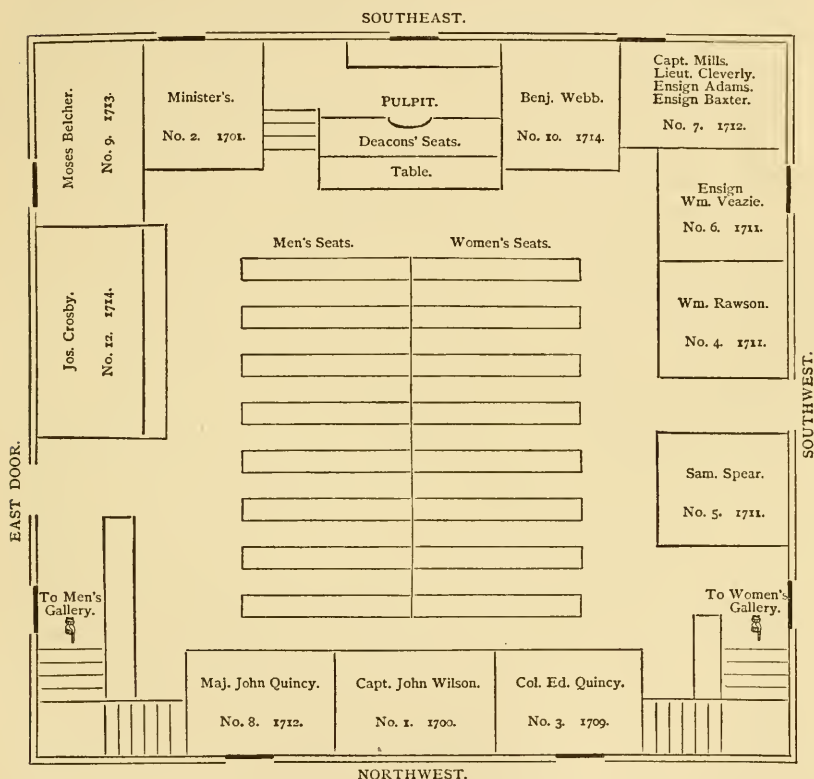 SOUTHEAST.
Moses Belcher.
No. 9. 1713.
Minister's.
No. 2. 1701.
PULPIT.
Deacons' Seats.
Table.
Benj. Webb.
No. 10. 1714.
Capt. Mills.
Lieut. Cleverly.
Ensign Adams.
Ensign Baxter.
No. 7. 1712.
Ensign
Wm. Veazie.
No. 6. 1711.
Men's Seats.
Women's Seats.
Jos. Crosby.
No. 12. 1714.
Wm. Rawson.
No. 4. 1711.
SOUTHWEST.
EAST DOOR.
Sam. Spear.
No. 5. 1711.
To Men's
Gallery.
To Women's
Gallery.
Maj. John Quincy.
No. 8. 1712.
Capt. John Wilson.
No. 1. 1700.
Col. Ed. Quincy.
No. 3. 1709.
NORTHWEST.